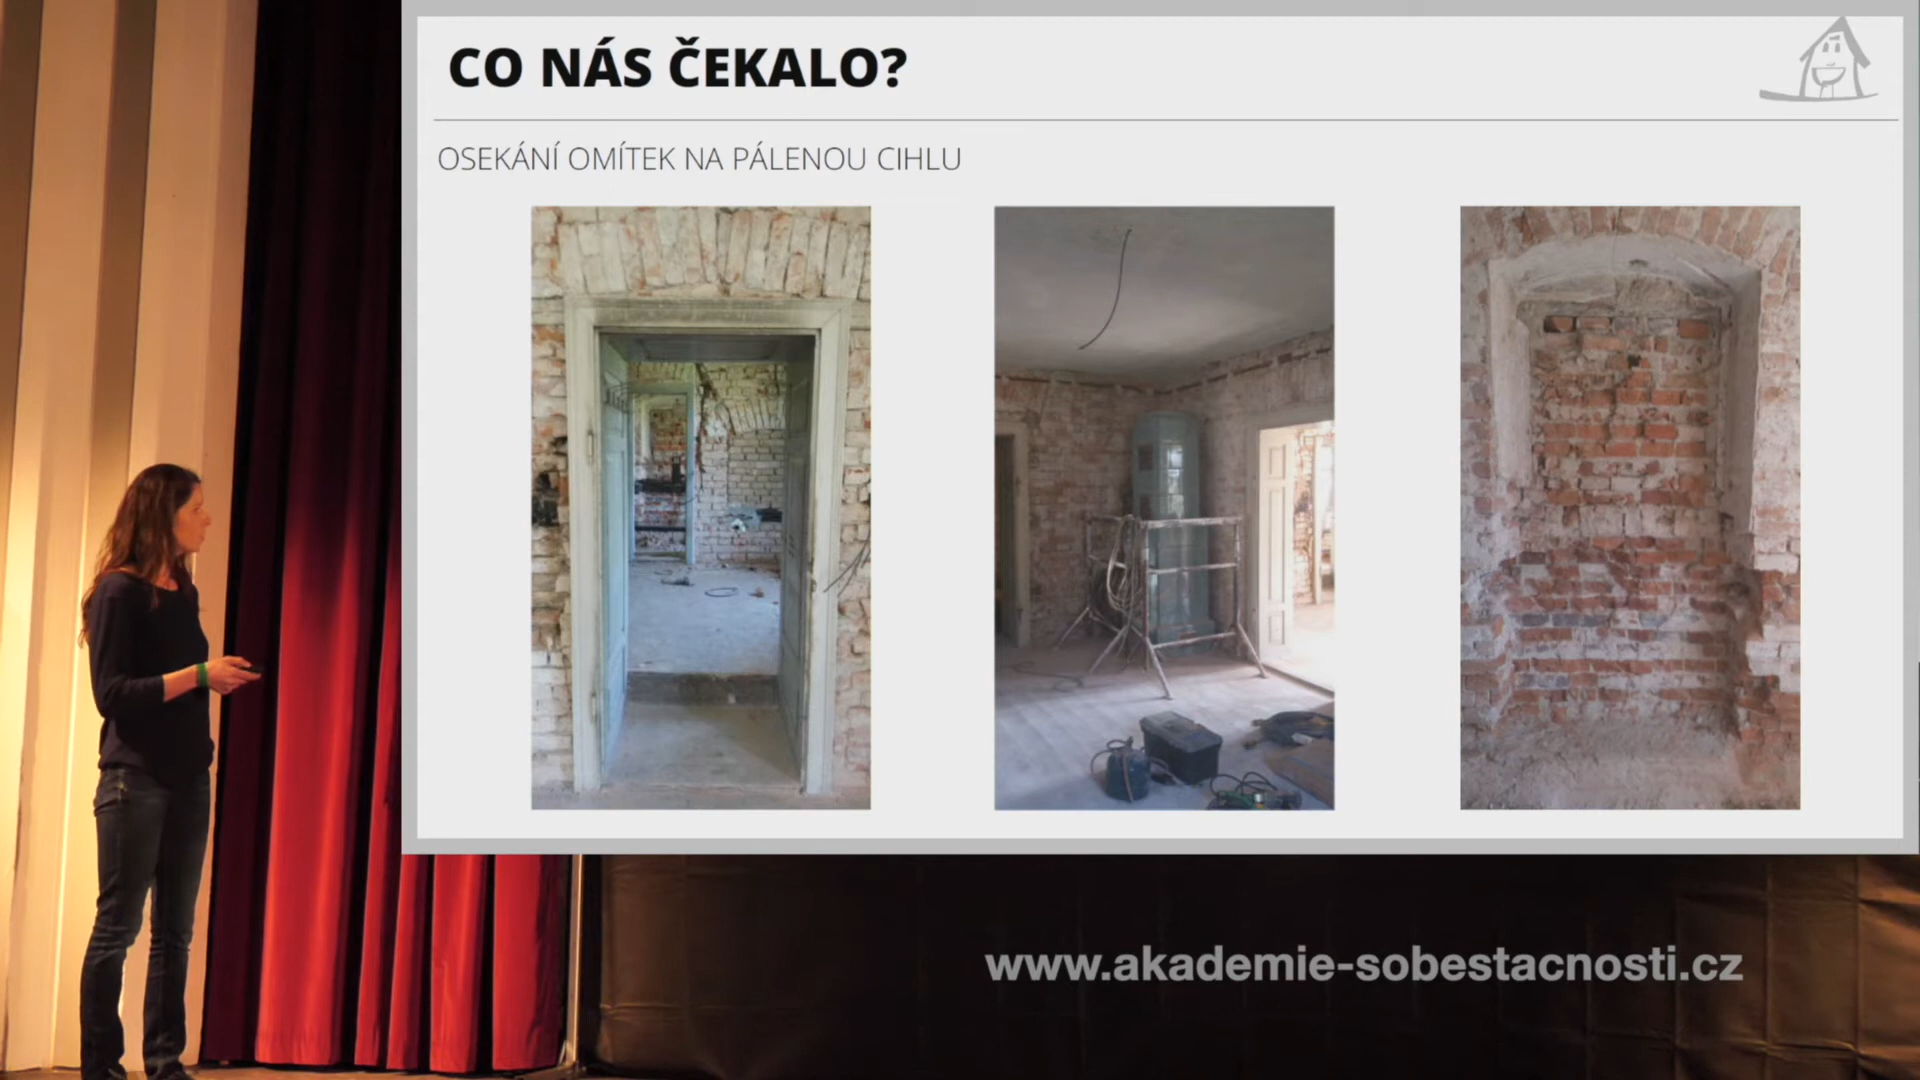 CO NÁS ČEKALO?
OSEKÁNÍ OMÍTEK NA PÁLENOU CIHLU
www.akademie-sobestacnosti.cz